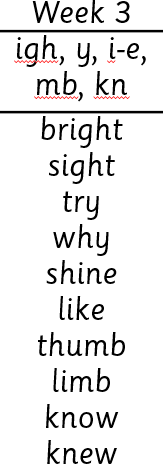 Week 3
igh, y, i-e,
mb, kn
bright
sight
try
why
shine
like
thumb
limb
know
knew